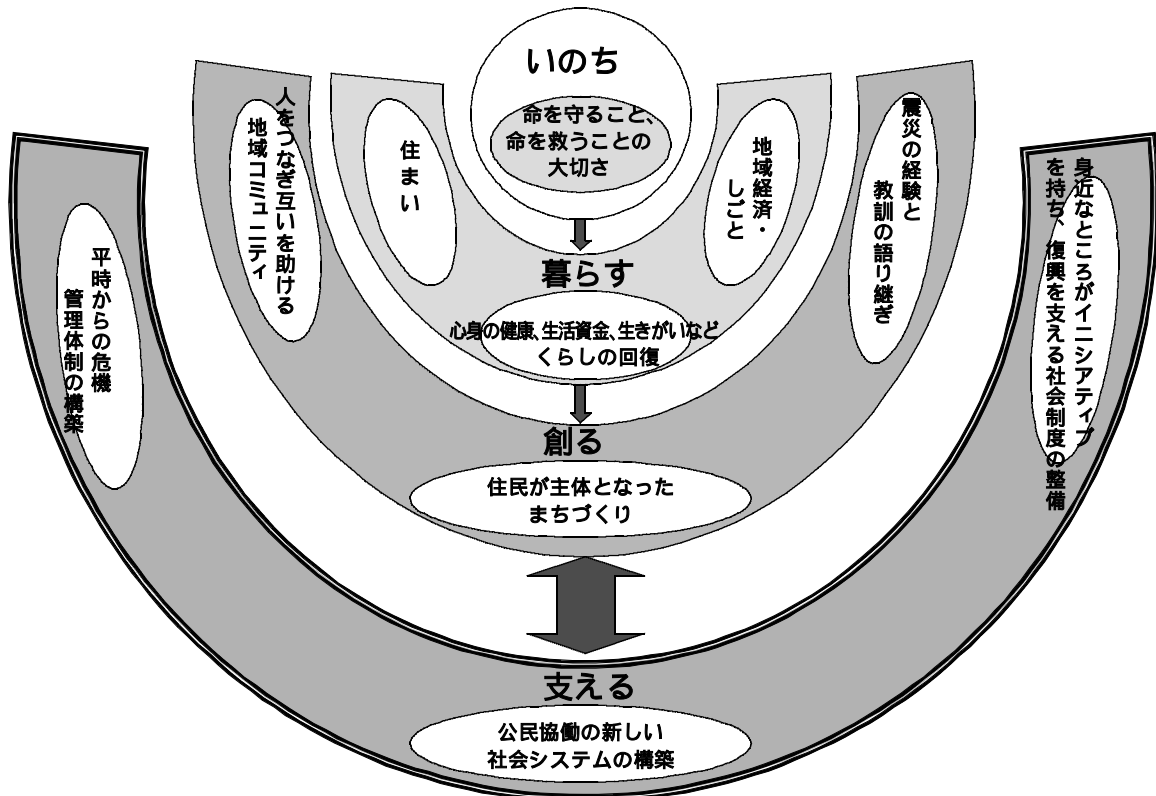 いのち
命を守ること、
命を救うことの
大切さ
暮らす
住まい
地域経済・
しごと
心身の健康、生活資金、生きがいなど
くらしの回復
創る
人をつなぎ互いを助ける
地域コミュニティ
震災の経験と
教訓の語り継ぎ
住民が主体となった
まちづくり
支える
平時からの危機
管理体制の構築
身近なところがイニシアティブ
を持ち、復興を支える社会制度の整備
公民協働の新しい
社会システムの構築